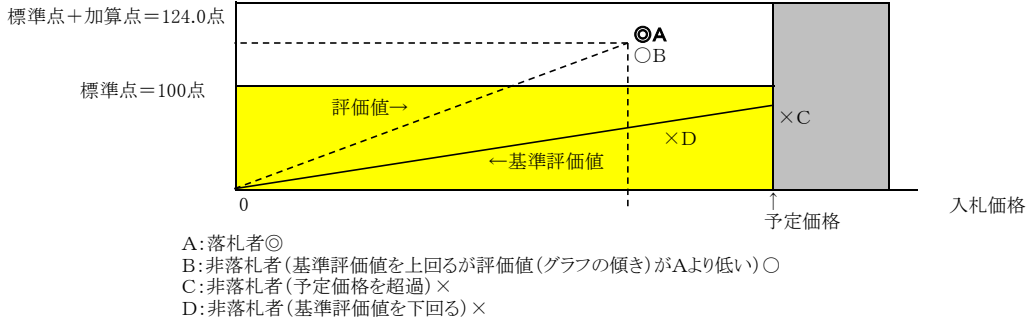 標準点＋加算点＝124.0点
◎A
○B
標準点＝100点
評価値→
×C
×D
←基準評価値
0
↑
予定価格
入札価格
A：落札者◎
B：非落札者（基準評価値を上回るが評価値（グラフの傾き）がAより低い）○
C：非落札者（予定価格を超過）×
D：非落札者（基準評価値を下回る）×